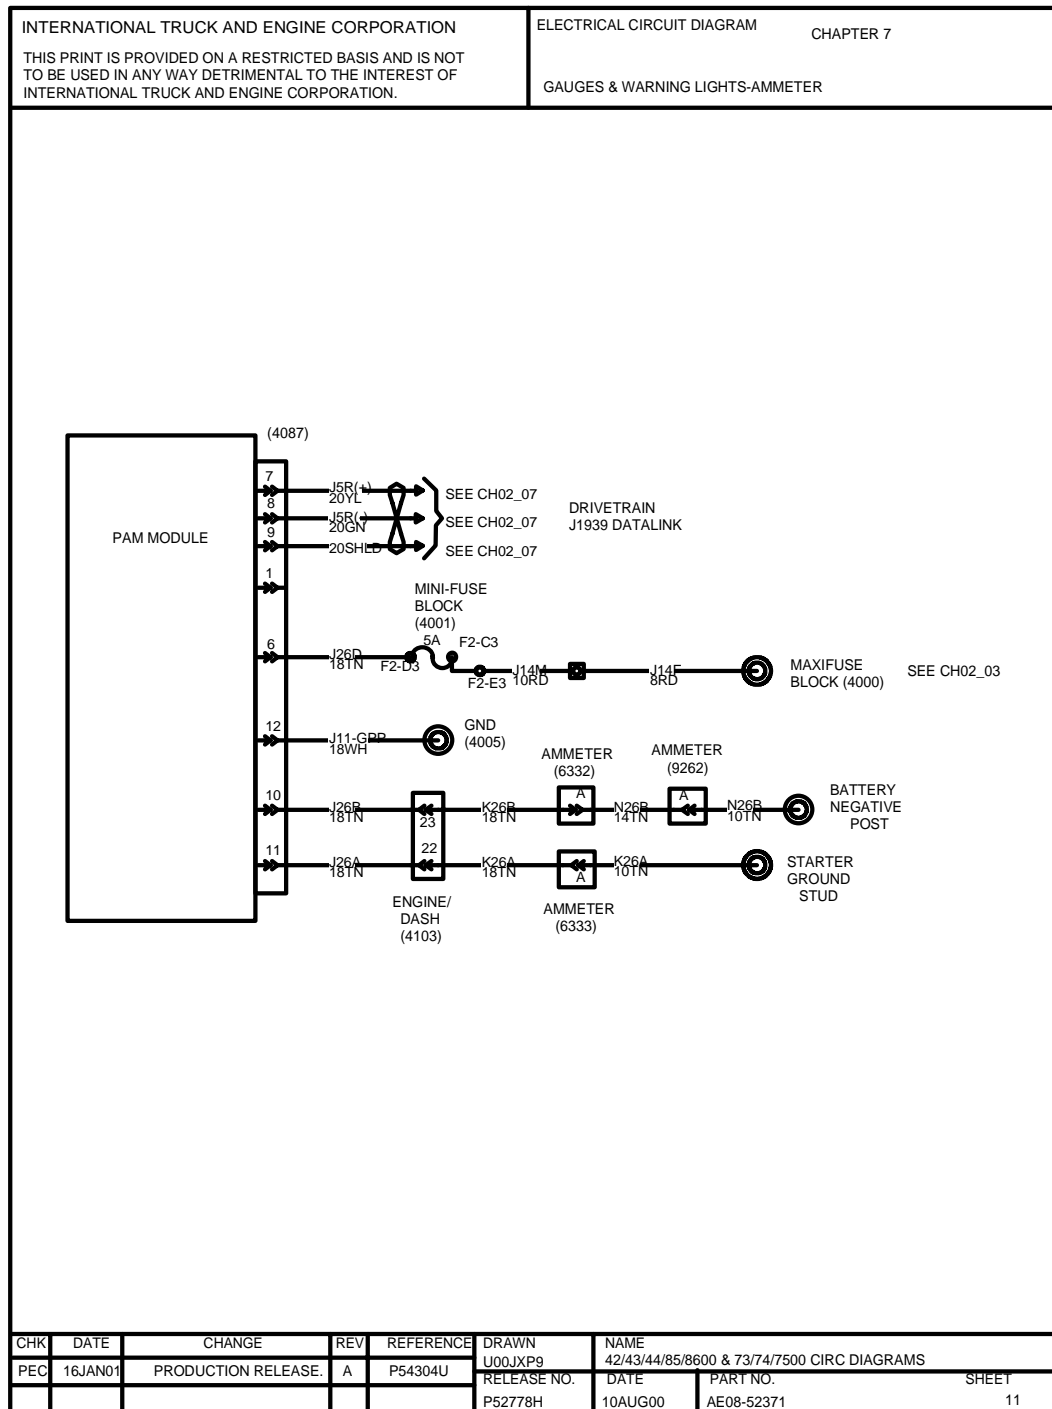 INTERNATIONAL TRUCK AND ENGINE CORPORATION
THIS PRINT IS PROVIDED ON A RESTRICTED BASIS AND IS NOT
TO BE USED IN ANY WAY DETRIMENTAL TO THE INTEREST OF
INTERNATIONAL TRUCK AND ENGINE CORPORATION.
ELECTRICAL CIRCUIT DIAGRAM
CHAPTER 7
GAUGES & WARNING LIGHTS-AMMETER
(4087)
PAM MODULE
7
J5R(+)
20YL
SEE CH02_07
8
J5R(-)
20GN
SEE CH02_07
9
20SHLD
SEE CH02_07
DRIVETRAIN
J1939 DATALINK
1
MINI-FUSE
BLOCK
(4001)
5A
F2-C3
6
J26D
18TN
F2-D3
F2-E3
J14M
10RD
J14F
8RD
MAXIFUSE
BLOCK (4000)
SEE CH02_03
12
J11-GPP
18WH
GND
(4005)
AMMETER
(6332)
AMMETER
(9262)
10
J26B
18TN
23
K26B
18TN
A
N26B
14TN
A
N26B
10TN
BATTERY
NEGATIVE
POST
11
J26A
18TN
22
K26A
18TN
A
K26A
10TN
STARTER
GROUND
STUD
ENGINE/
DASH
(4103)
AMMETER
(6333)
CHK DATE CHANGE REV REFERENCE
PEC 16JAN01 PRODUCTION RELEASE. A P54304U
DRAWN
U00JXP9
NAME
42/43/44/85/8600 & 73/74/7500 CIRC DIAGRAMS
RELEASE NO.
P52778H
DATE
10AUG00
PART NO.
AE08-52371
SHEET
11